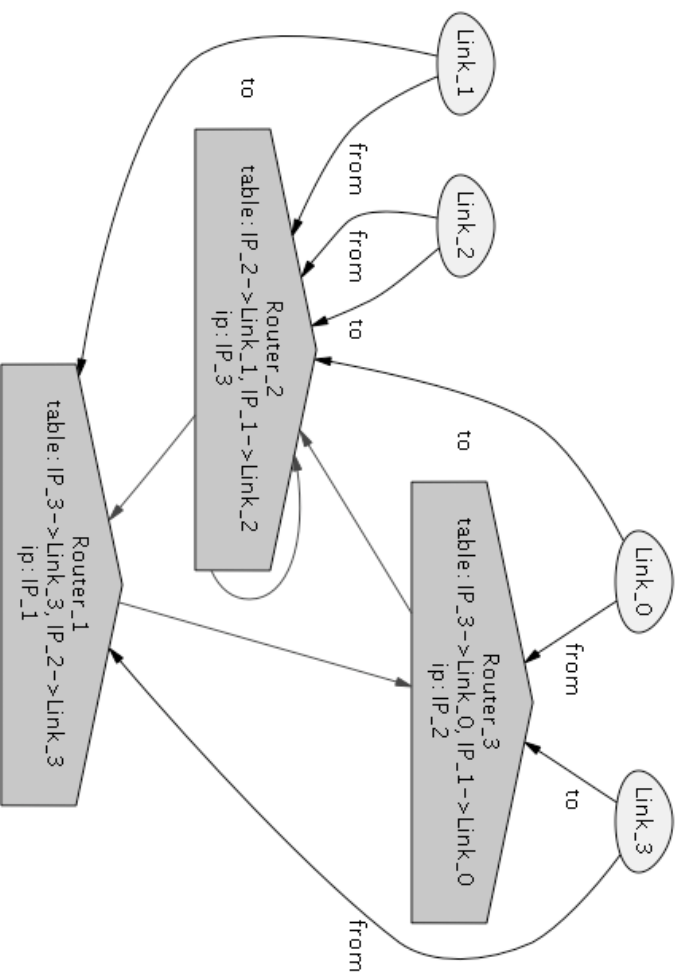 Link_1
Link_2
Link_0
Link_3
to
from
from
to
to
from
to
from
Router_2
table: IP_2->Link_1, IP_1->Link_2
ip: IP_3
Router_3
table: IP_3->Link_0, IP_1->Link_0
ip: IP_2
Router_1
table: IP_3->Link_3, IP_2->Link_3
ip: IP_1